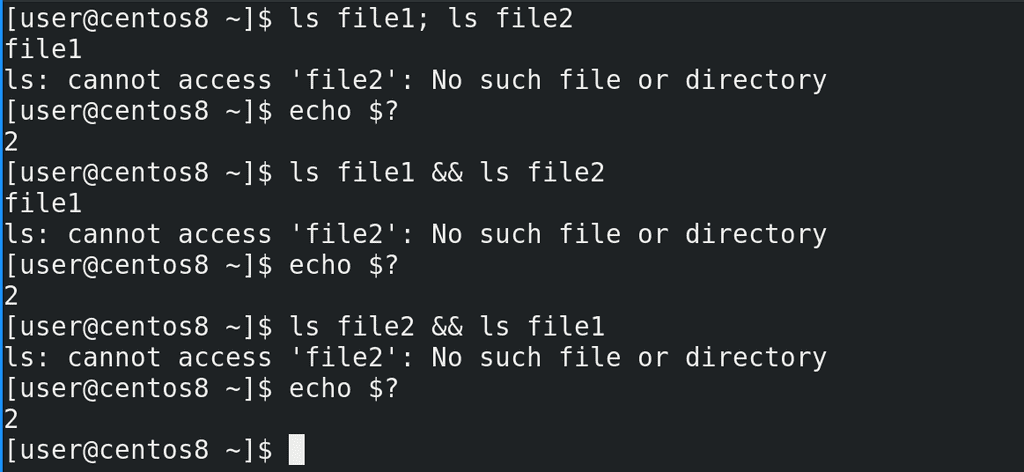 [user@centos8 ~]$ ls file1; ls file2
file1
ls: cannot access 'file2': No such file or directory
[user@centos8 ~]$ echo $?
2
[user@centos8 ~]$ ls file1 && ls file2
file1
ls: cannot access 'file2': No such file or directory
[user@centos8 ~]$ echo $?
2
[user@centos8 ~]$ ls file2 && ls file1
ls: cannot access 'file2': No such file or directory
[user@centos8 ~]$ echo $?
2
[user@centos8 ~]$